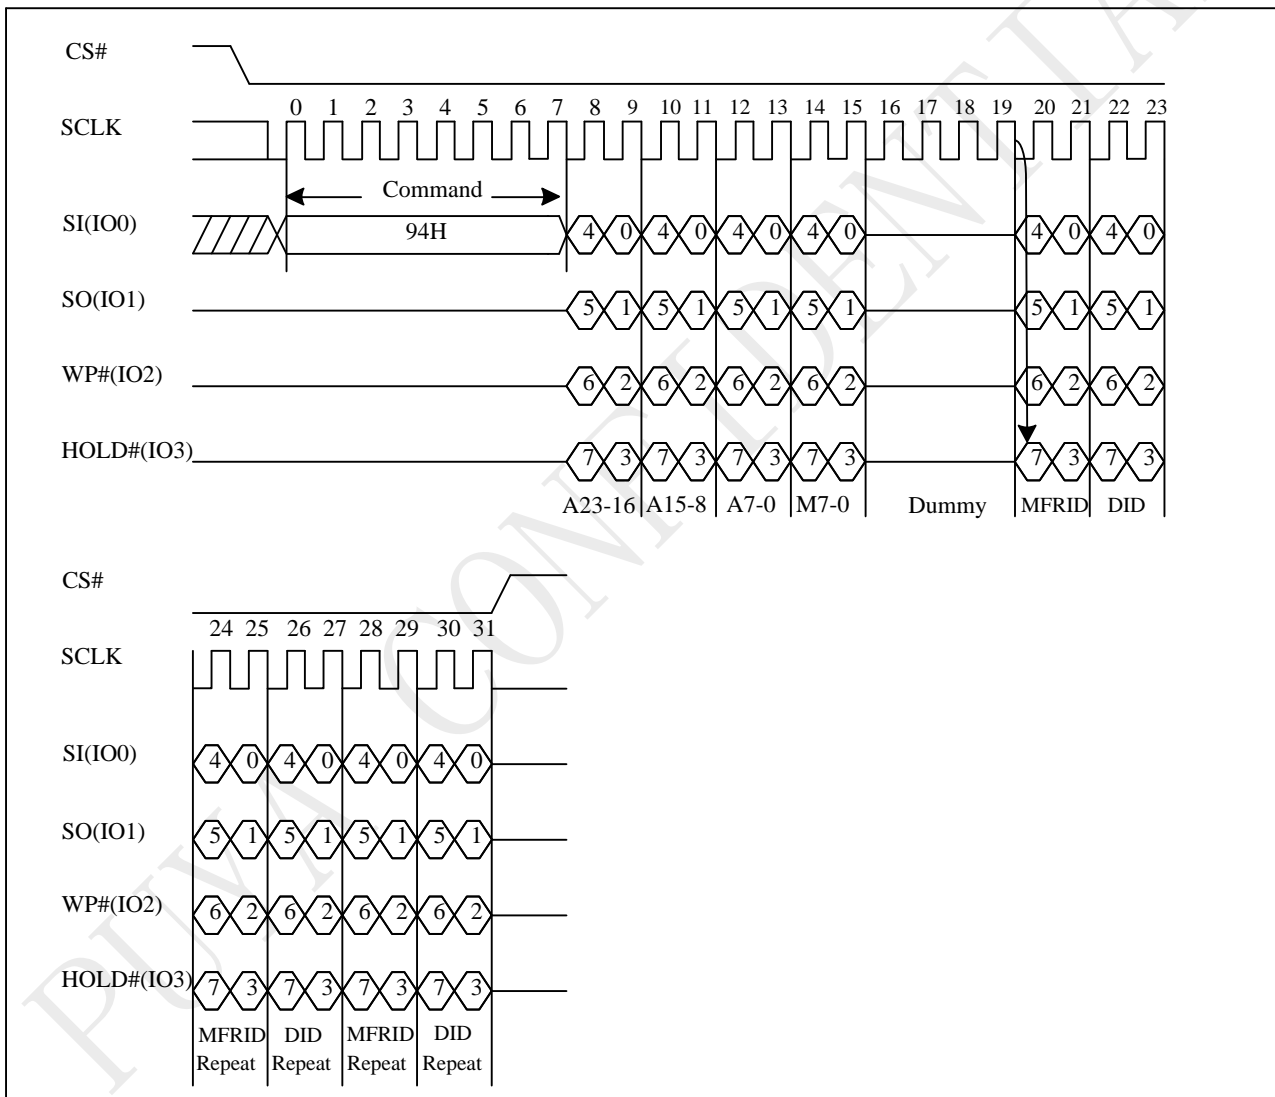 CS#
0 1 2 3 4 5 6 7 8 9 10 11 12 13 14 15 16 17 18 19 20 21 22 23
SCLK
Command
SI(IO0) 94H 4 0 4 0 4 0 4 0 4 0 4 0
SO(IO1) 5 1 5 1 5 1 5 1 5 1 5 1
WP#(IO2) 6 2 6 2 6 2 6 2 6 2 6 2
HOLD#(IO3) 7 3 7 3 7 3 7 3 7 3 7 3
A23-16 A15-8 A7-0 M7-0 Dummy MFRID DID
CS#
24 25 26 27 28 29 30 31
SCLK
SI(IO0) 4 0 4 0 4 0 4 0
SO(IO1) 5 1 5 1 5 1 5 1
WP#(IO2) 6 2 6 2 6 2 6 2
HOLD#(IO3) 7 3 7 3 7 3 7 3
MFRID DID MFRID DID
Repeat Repeat Repeat Repeat
PUYA CONFIDENTIAL